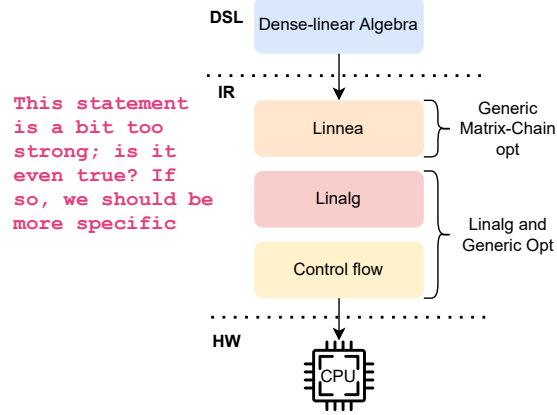 DSL
Dense-linear Algebra
IR
This statement
is a bit too
strong; is it
even true? If
so, we should be
more specific
Linnea
Generic
Matrix-Chain
opt
Linalg
Linalg and
Generic Opt
Control flow
HW
CPU